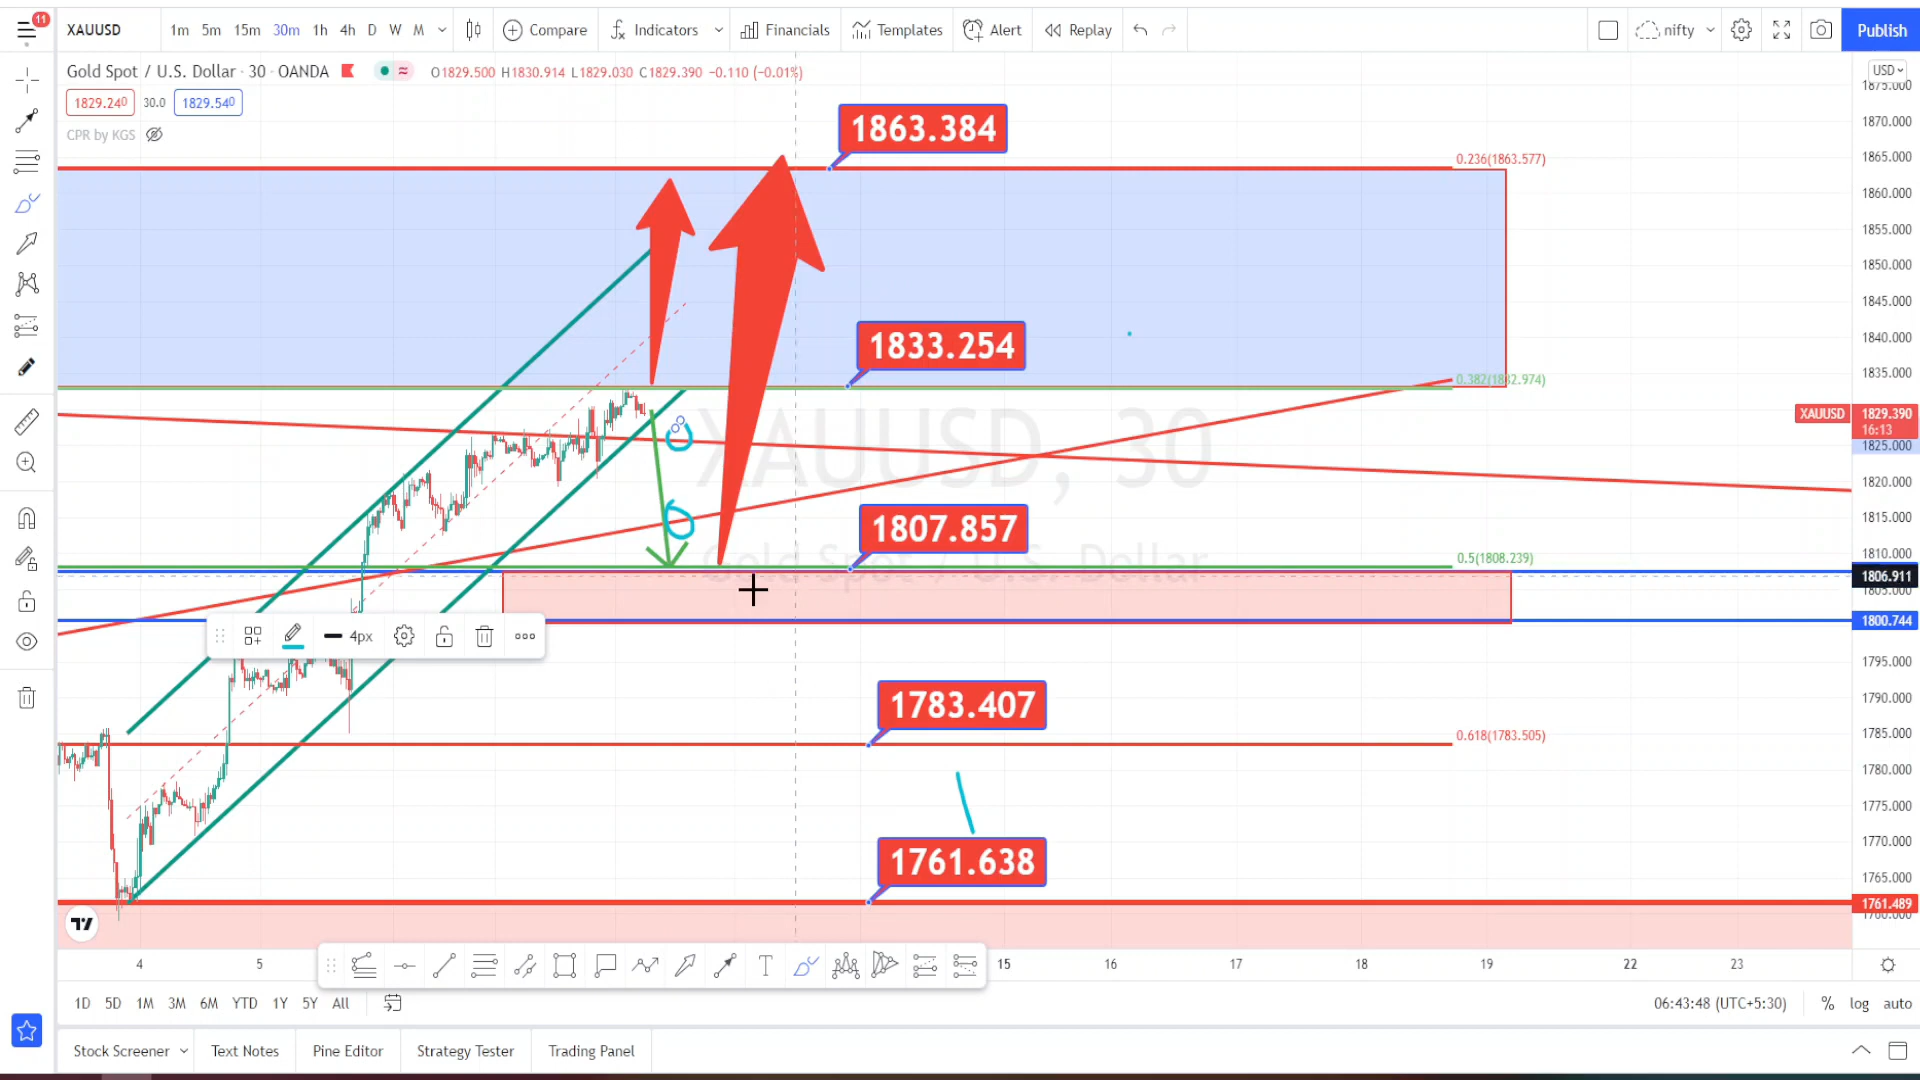 11
XAUUSD
1m 5m 15m 30m 1h 4h D W M
Compare
Indicators
Financials
Templates
Alert
Replay
nifty
Publish
Gold Spot / U.S. Dollar · 30 · OANDA
O1829.500 H1830.914 L1829.030 C1829.390 −0.110 (−0.01%)
USD
1829.240 30.0 1829.540
CPR by KGS
1875.000
1870.000
1865.000
1860.000
1855.000
1850.000
1845.000
1840.000
1835.000
XAUUSD 1829.390
16:13
1825.000
1820.000
1815.000
1810.000
1806.911
1805.000
1800.744
1795.000
1790.000
1785.000
1780.000
1775.000
1770.000
1765.000
1761.489
1760.000
1863.384
0.236(1863.577)
1833.254
0.382(1832.974)
XAUUSD, 30
1807.857
Gold Spot / U.S. Dollar
0.5(1808.239)
4px
1783.407
0.618(1783.505)
1761.638
4 5 15 16 17 18 19 22 23
1D 5D 1M 3M 6M YTD 1Y 5Y All
06:43:48 (UTC+5:30) % log auto
Stock Screener Text Notes Pine Editor Strategy Tester Trading Panel